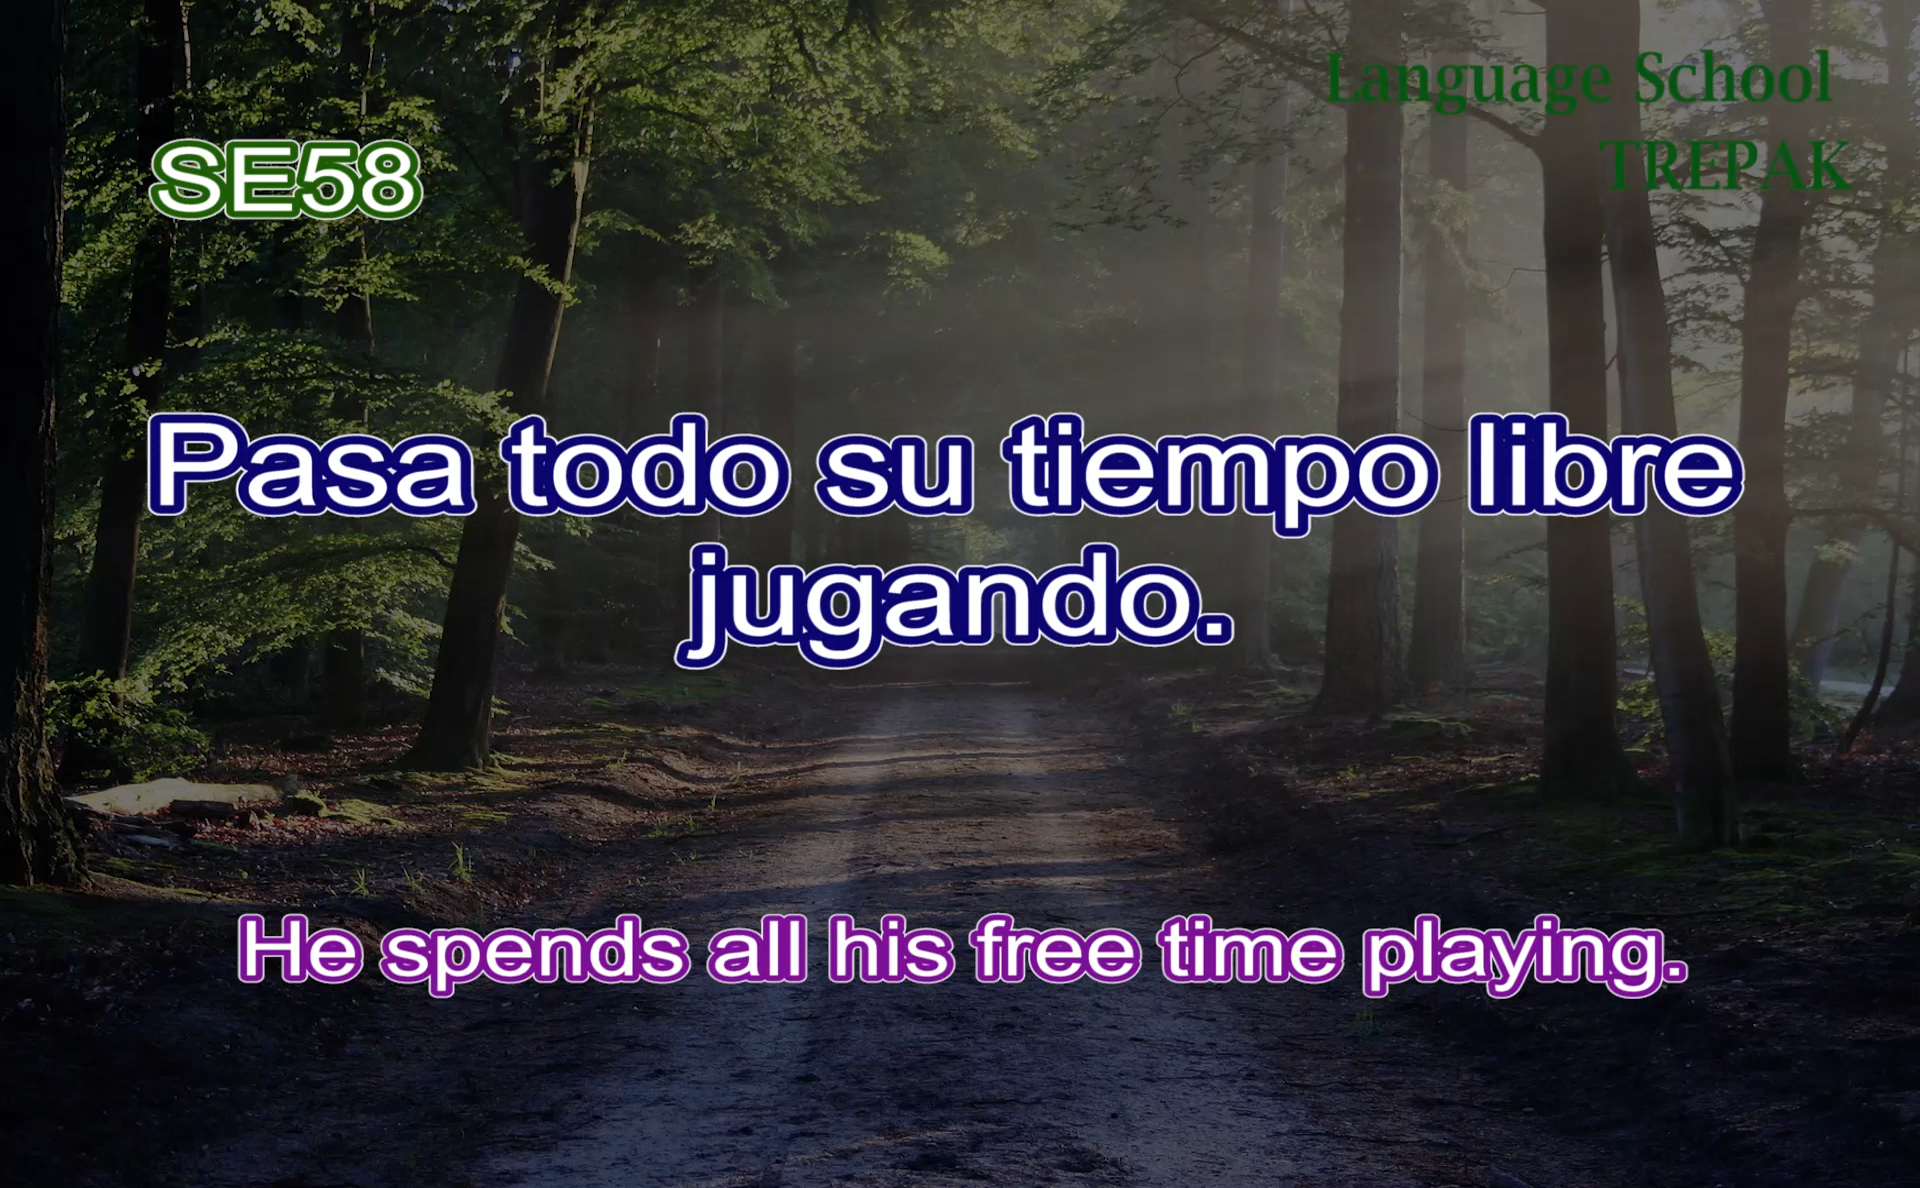 Language School
TREPAK
SE58
Pasa todo su tiempo libre
jugando.
He spends all his free time playing.